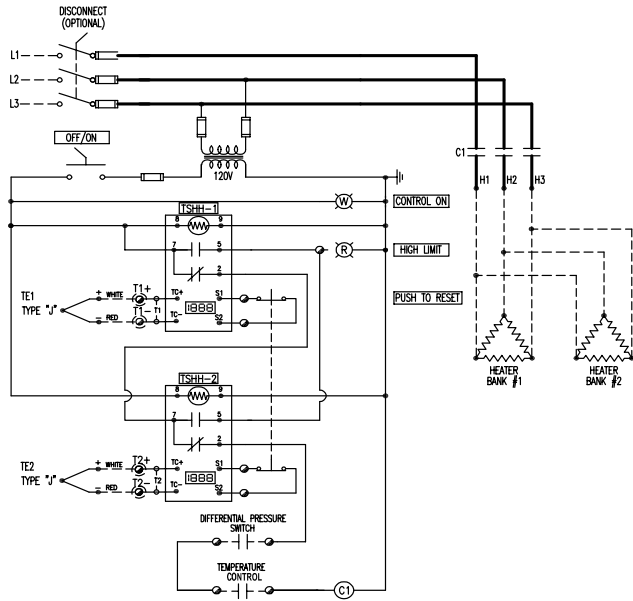 DISCONNECT
(OPTIONAL)
L1
L2
L3
OFF/ON
120V
C1
H1 H2 H3
W
CONTROL ON
TSHH-1
8 9
7 5
R
HIGH LIMIT
2
PUSH TO RESET
TE1
TYPE "J"
+ WHITE T1+
TC+ S1
T1
1888
- RED T1-
TC- S2
HEATER
BANK #1
HEATER
BANK #2
TSHH-2
8 9
7 5
2
TE2
TYPE "J"
+ WHITE T2+
TC+ S1
T2
1888
- RED T2-
TC- S2
DIFFERENTIAL PRESSURE
SWITCH
TEMPERATURE
CONTROL
C1